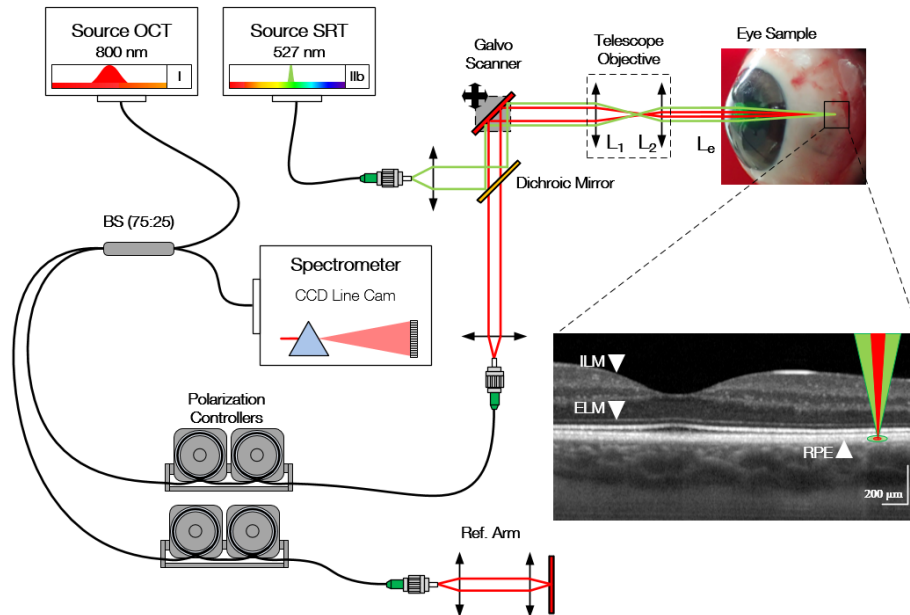 Source OCT
800 nm
I
Source SRT
527 nm
IIb
Galvo
Scanner
Telescope
Objective
Eye Sample
L1
L2
Le
Dichroic Mirror
BS (75:25)
Spectrometer
CCD Line Cam
Polarization
Controllers
Ref. Arm
ILM
ELM
RPE
200 µm